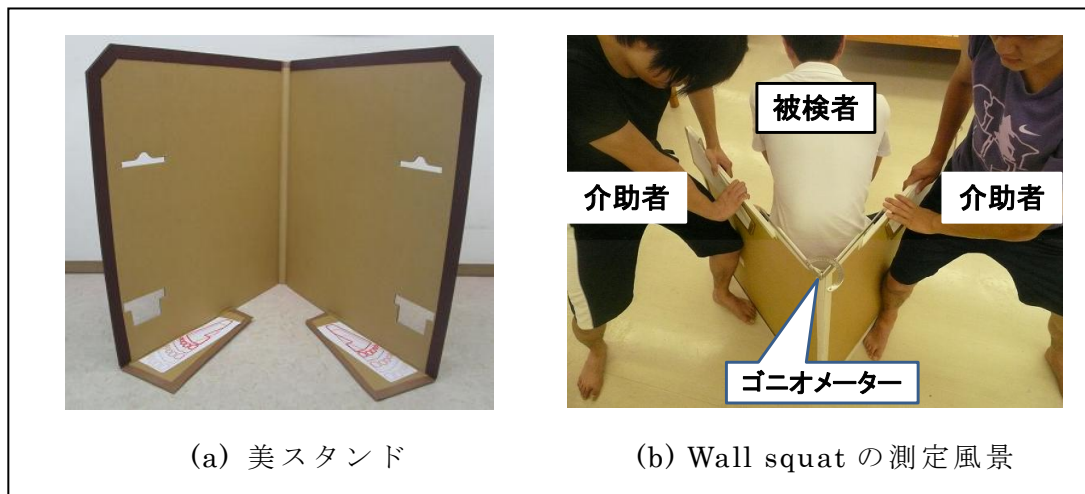 被検者
介助者
介助者
ゴニオメーター
(a) 美スタンド
(b) Wall squat の測定風景